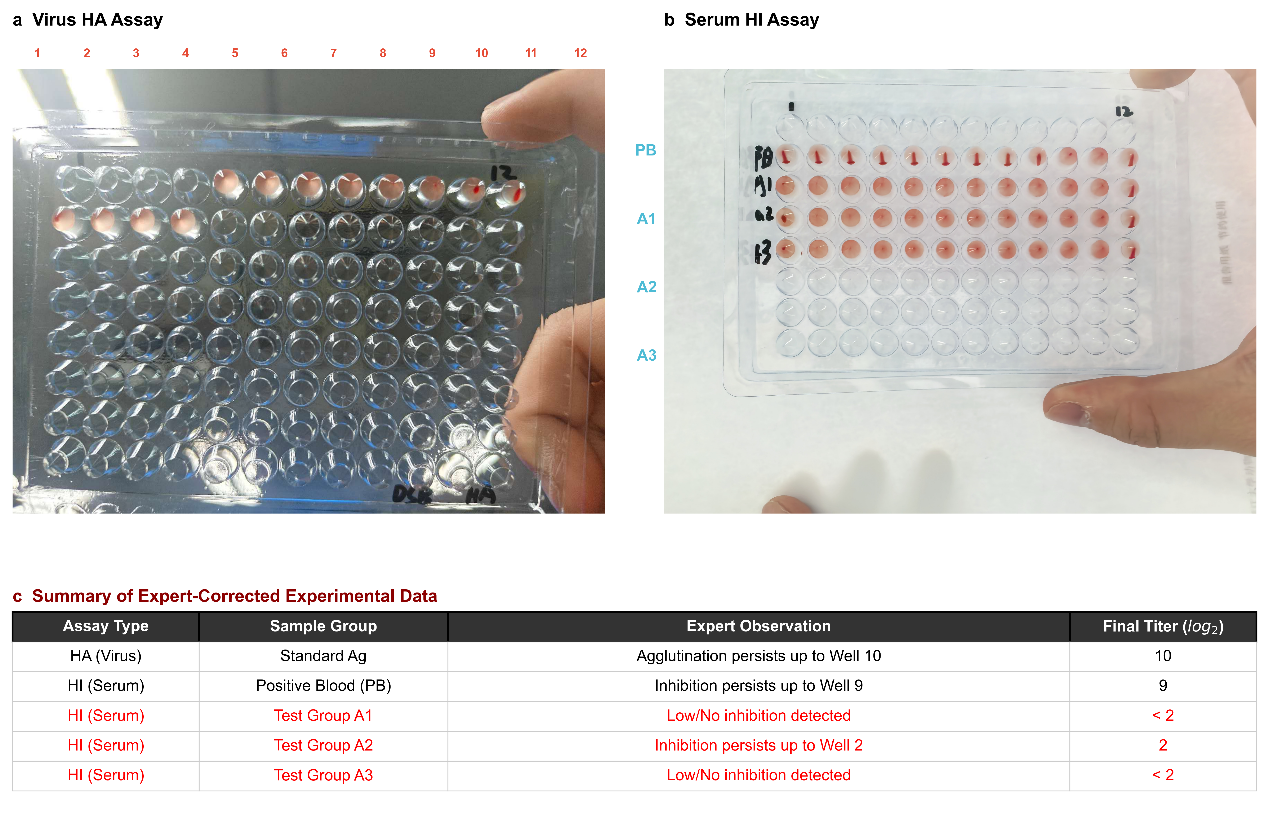 a Virus HA Assay
1 2 3 4 5 6 7 8 9 10 11 12
12
DSB HA
b Serum HI Assay
PB
A1
A2
A3
1 12
PB
A1
a2
A3
c Summary of Expert-Corrected Experimental Data
Assay Type Sample Group Expert Observation Final Titer (log₂)
HA (Virus) Standard Ag Agglutination persists up to Well 10 10
HI (Serum) Positive Blood (PB) Inhibition persists up to Well 9 9
HI (Serum) Test Group A1 Low/No inhibition detected < 2
HI (Serum) Test Group A2 Inhibition persists up to Well 2 2
HI (Serum) Test Group A3 Low/No inhibition detected < 2